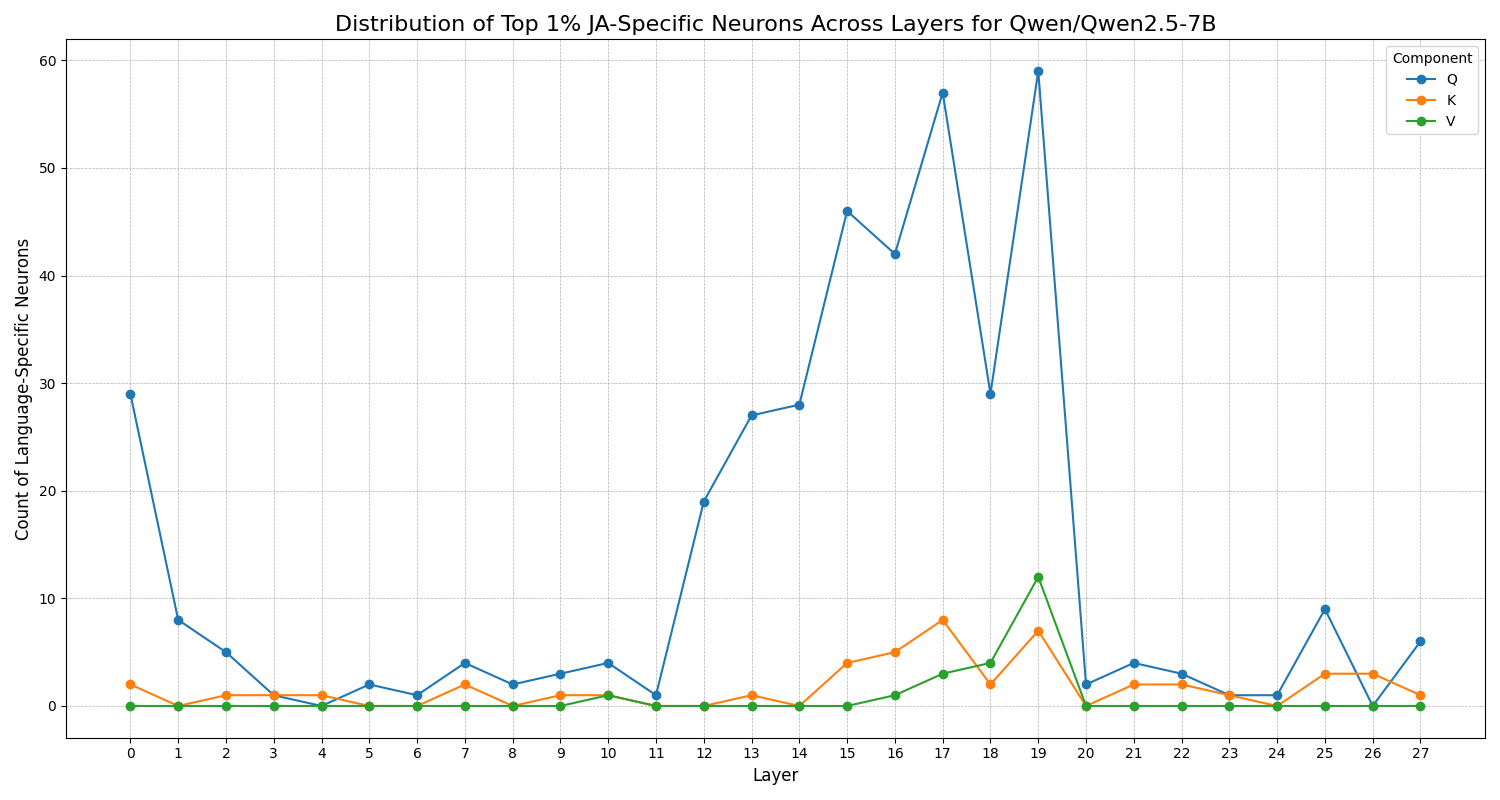 Distribution of Top 1% JA-Specific Neurons Across Layers for Qwen/Qwen2.5-7B
Component
Q
K
V
Count of Language-Specific Neurons
60
50
40
30
20
10
0
0 1 2 3 4 5 6 7 8 9 10 11 12 13 14 15 16 17 18 19 20 21 22 23 24 25 26 27
Layer